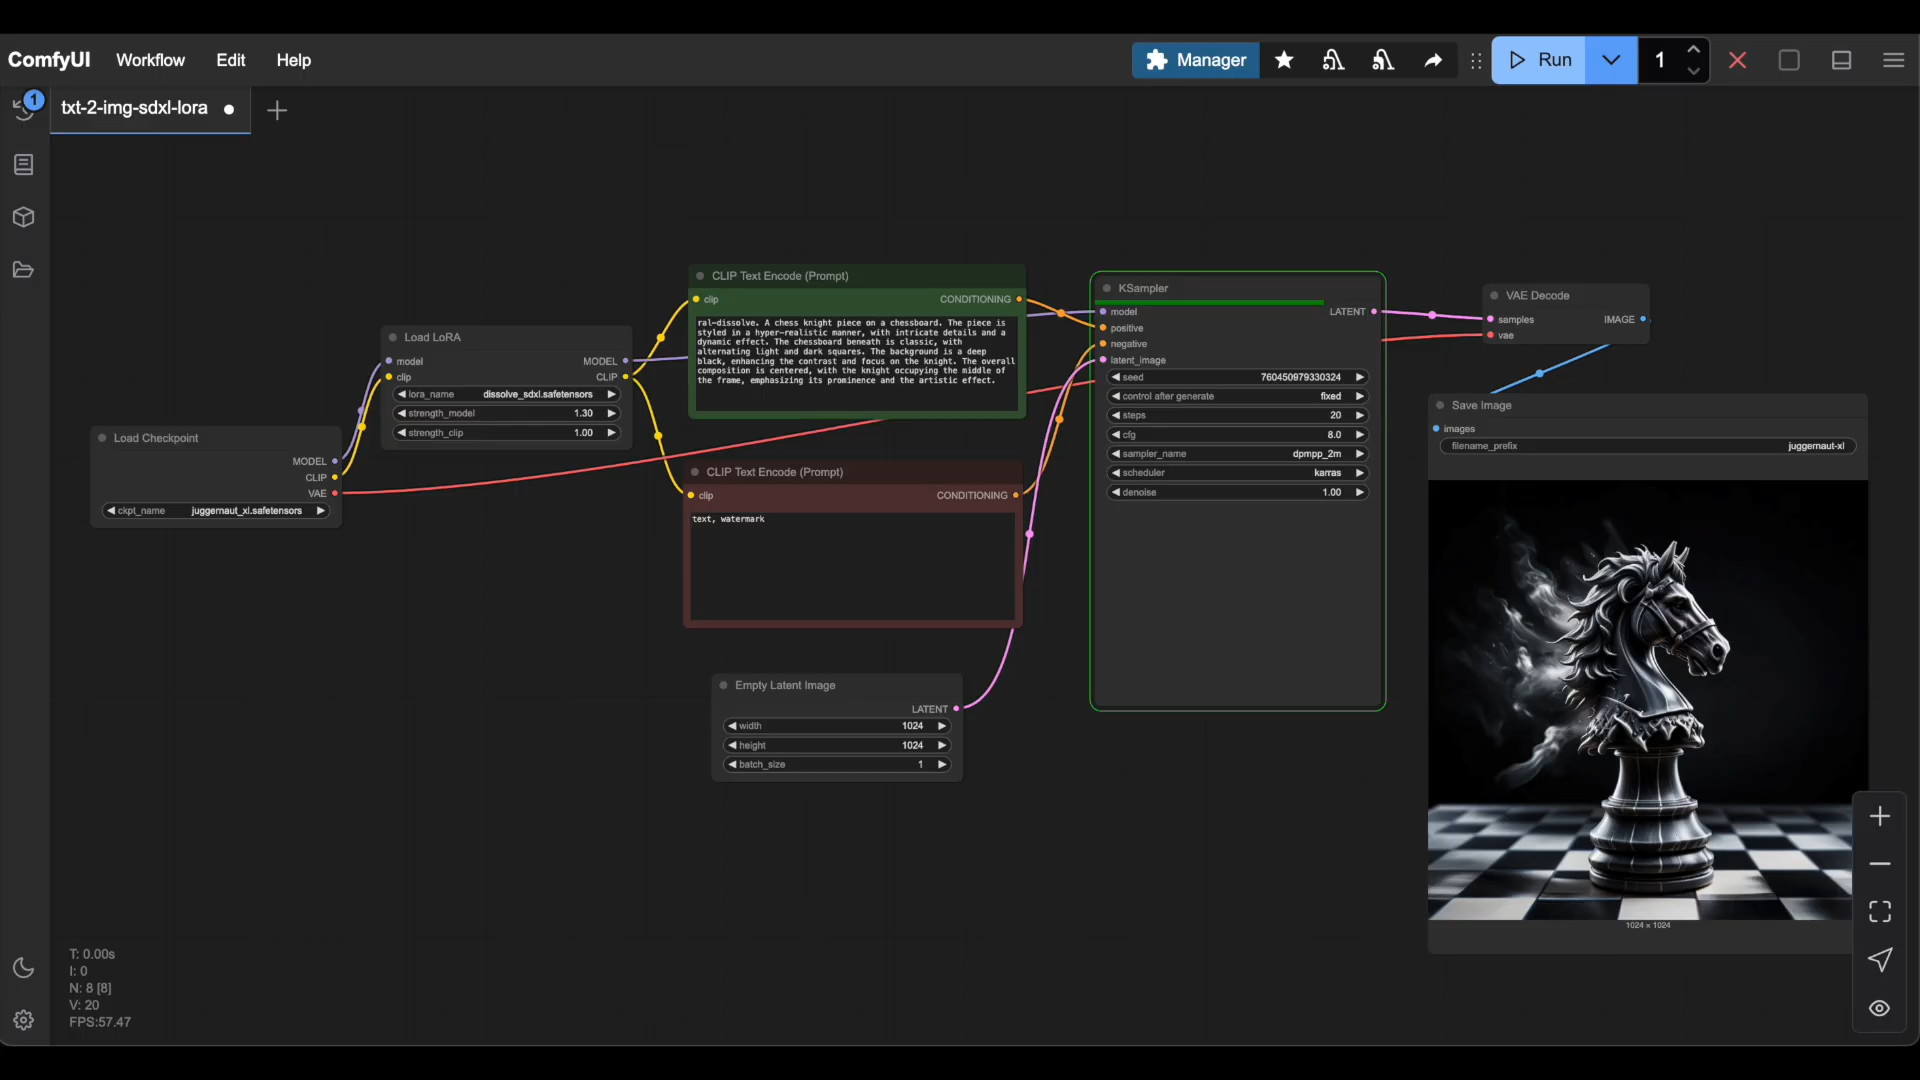 ComfyUI Workflow Edit Help
Manager
Run
1
1
txt-2-img-sdxl-lora
Load Checkpoint
MODEL
CLIP
VAE
ckpt_name juggernaut_xl.safetensors
Load LoRA
model MODEL
clip CLIP
lora_name dissolve_sdxl.safetensors
strength_model 1.30
strength_clip 1.00
CLIP Text Encode (Prompt)
clip CONDITIONING
ral-dissolve. A chess knight piece on a chessboard. The piece is
styled in a hyper-realistic manner, with intricate details and a
dynamic effect. The chessboard beneath is classic, with
alternating light and dark squares. The background is a deep
black, enhancing the contrast and focus on the knight. The overall
composition is centered, with the knight occupying the middle of
the frame, emphasizing its prominence and the artistic effect.
CLIP Text Encode (Prompt)
clip CONDITIONING
text, watermark
Empty Latent Image
LATENT
width 1024
height 1024
batch_size 1
KSampler
model LATENT
positive
negative
latent_image
seed 760450979330324
control after generate fixed
steps 20
cfg 8.0
sampler_name dpmpp_2m
scheduler karras
denoise 1.00
VAE Decode
samples IMAGE
vae
Save Image
images
filename_prefix juggernaut-xl
1024 x 1024
T: 0.00s
I: 0
N: 8 [8]
V: 20
FPS:57.47